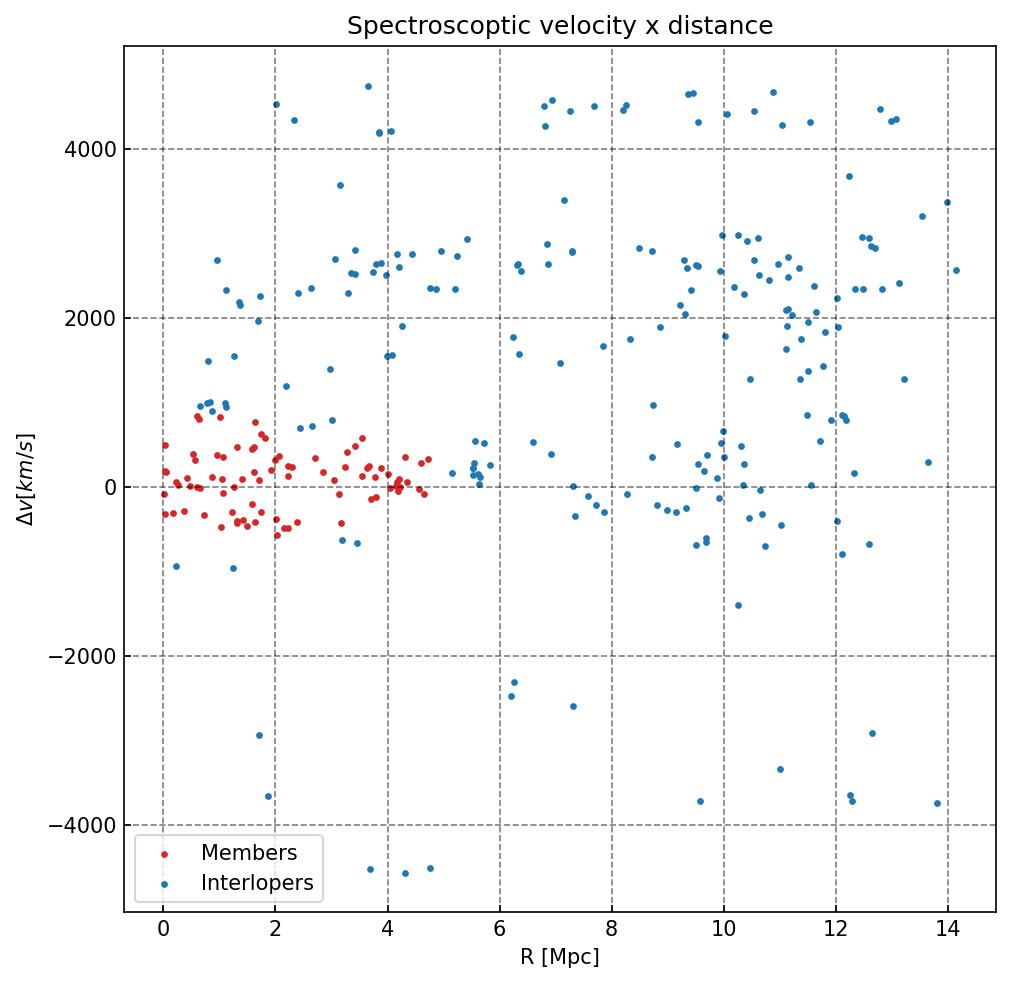 Spectroscoptic velocity x distance
4000
2000
0
−2000
−4000
Δv[km/s]
Members
Interlopers
0 2 4 6 8 10 12 14
R [Mpc]